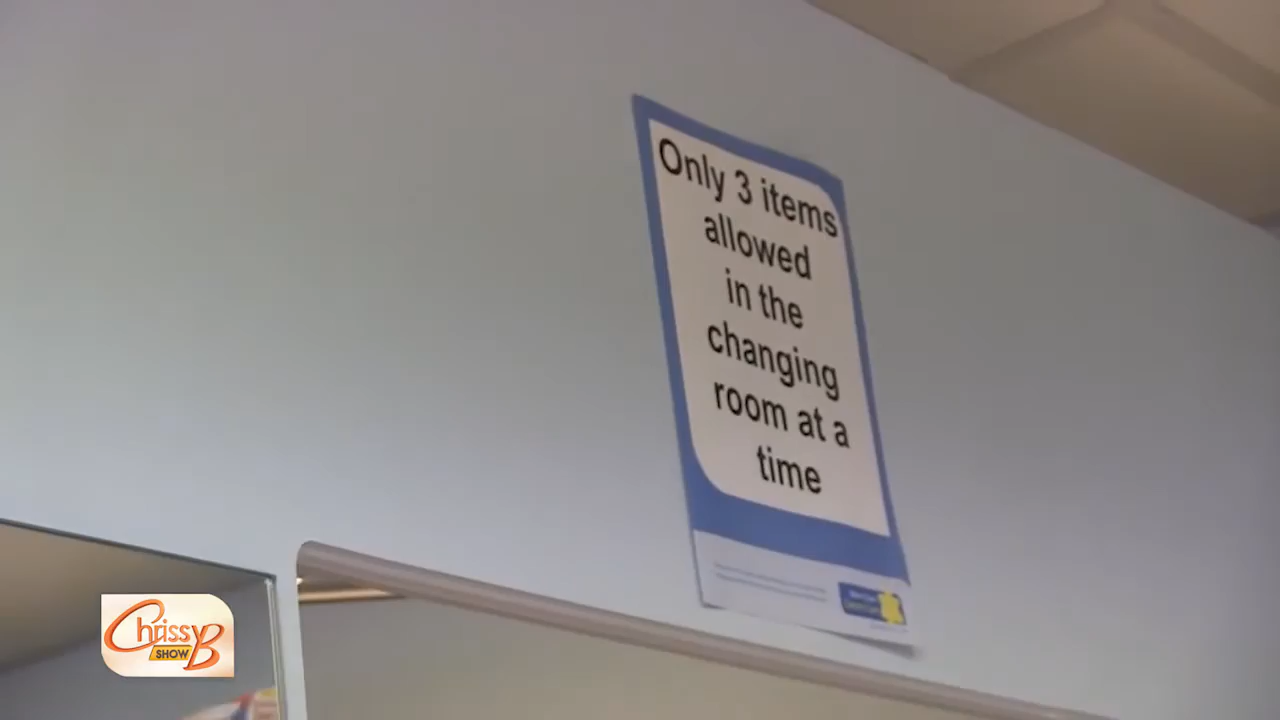 Only 3 items
allowed
in the
changing
room at a
time
Chrissy B
SHOW